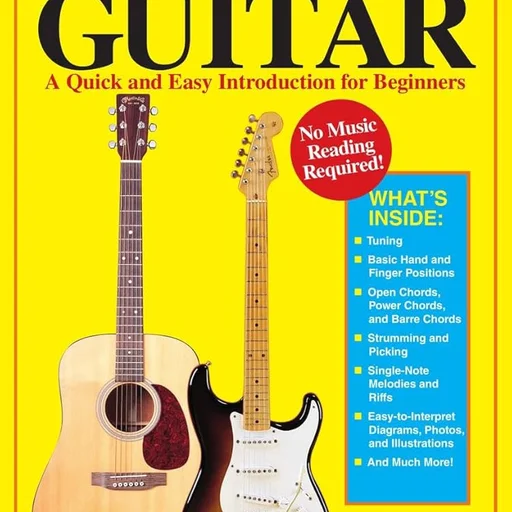 GUITAR
A Quick and Easy Introduction for Beginners
No Music
Reading
Required!
WHAT'S
INSIDE:
Tuning
Basic Hand and
Finger Positions
Open Chords,
Power Chords,
and Barre Chords
Strumming and
Picking
Single-Note
Melodies and
Riffs
Easy-to-Interpret
Diagrams, Photos,
and Illustrations
And Much More!
Fender